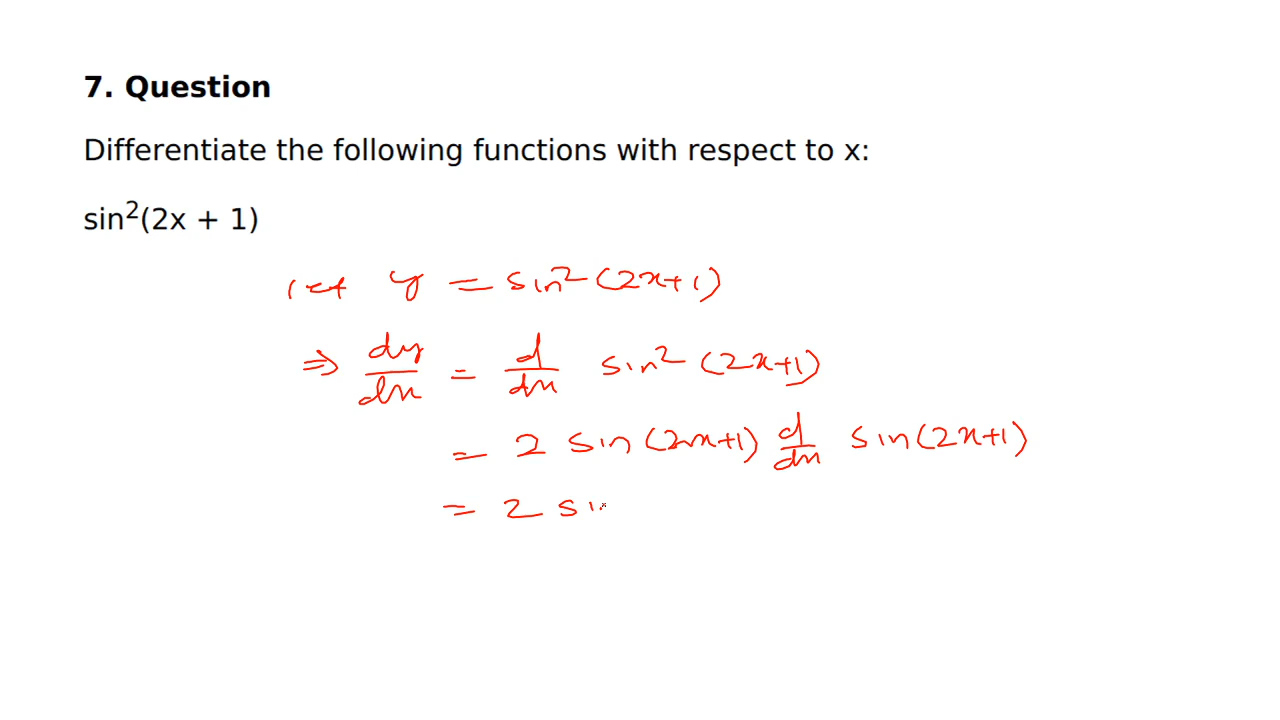 7. Question
Differentiate the following functions with respect to x:
sin²(2x + 1)
let y = sin²(2x+1)
⇒ dy/dx = d/dx sin²(2x+1)
= 2 sin(2x+1) d/dx sin(2x+1)
= 2 si